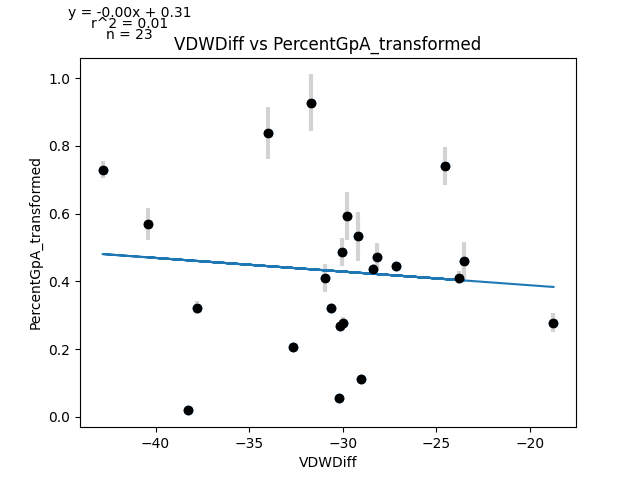 y = -0.00x + 0.31
r^2 = 0.01
n = 23
VDWDiff vs PercentGpA_transformed
1.0
0.8
0.6
0.4
0.2
0.0
PercentGpA_transformed
−40
−35
−30
−25
−20
VDWDiff